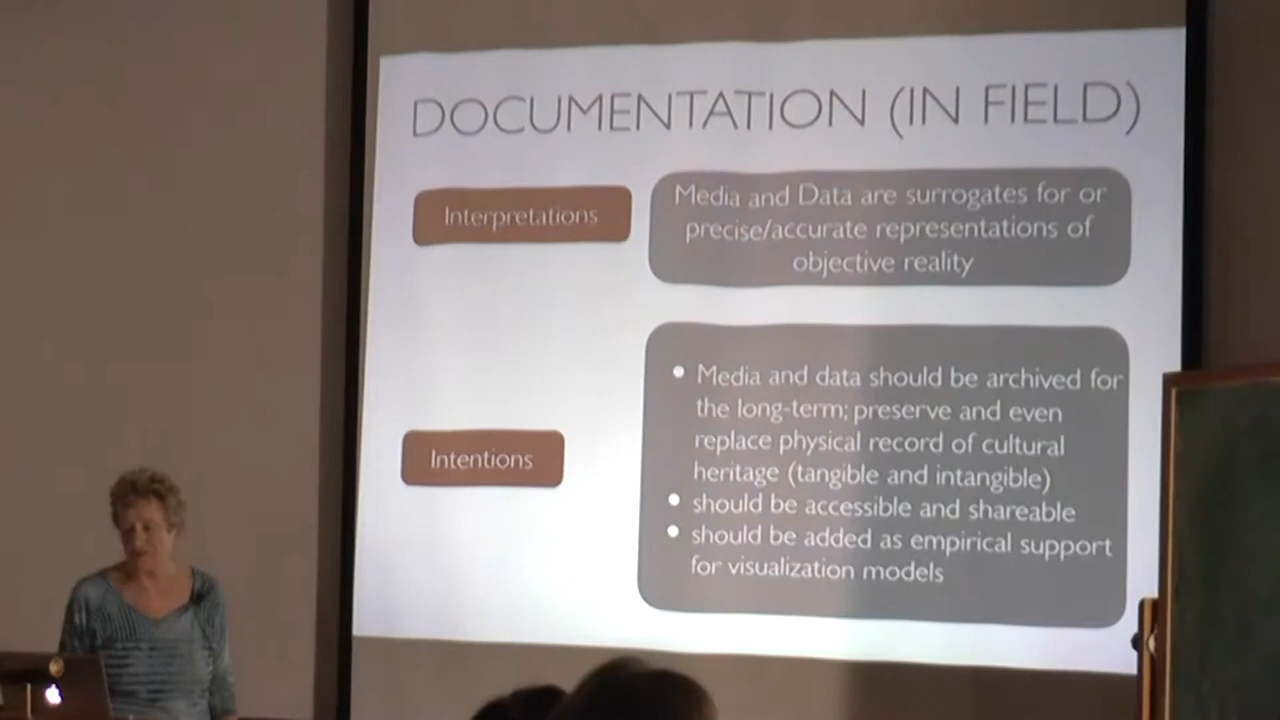 DOCUMENTATION (IN FIELD)
Interpretations
Media and Data are surrogates for or
precise/accurate representations of
objective reality
Intentions
• Media and data should be archived for
the long-term; preserve and even
replace physical record of cultural
heritage (tangible and intangible)
• should be accessible and shareable
• should be added as empirical support
for visualization models